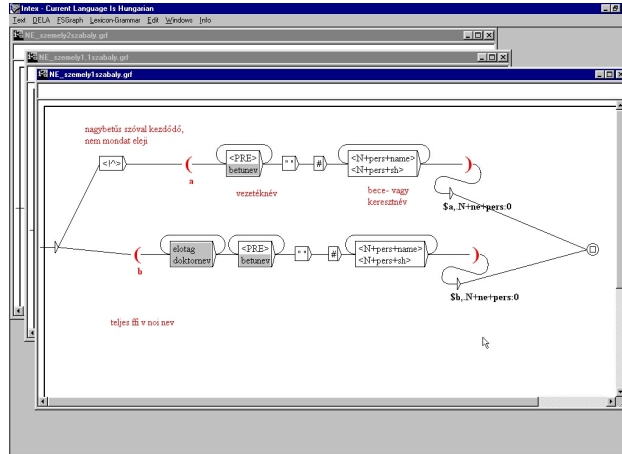 Intex - Current Language Is Hungarian
Text DELA FSGraph Lexicon-Grammar Edit Windows Info
NE_szemely2szabaly.grf
NE_szemely1.1szabaly.grf
NE_szemely1szabaly.grf
nagybetűs szóval kezdődő,
nem mondat eleji
<!^>
(
a
<PRE>
betunev
" "
#
<N+pers+name>
<N+pers+sh>
)
vezetéknév
bece- vagy
keresztnév
$a,.N+ne+pers:0
(
b
elotag
doktornev
<PRE>
betunev
" "
#
<N+pers+name>
<N+pers+sh>
)
$b,.N+ne+pers:0
teljes ffi v noi nev